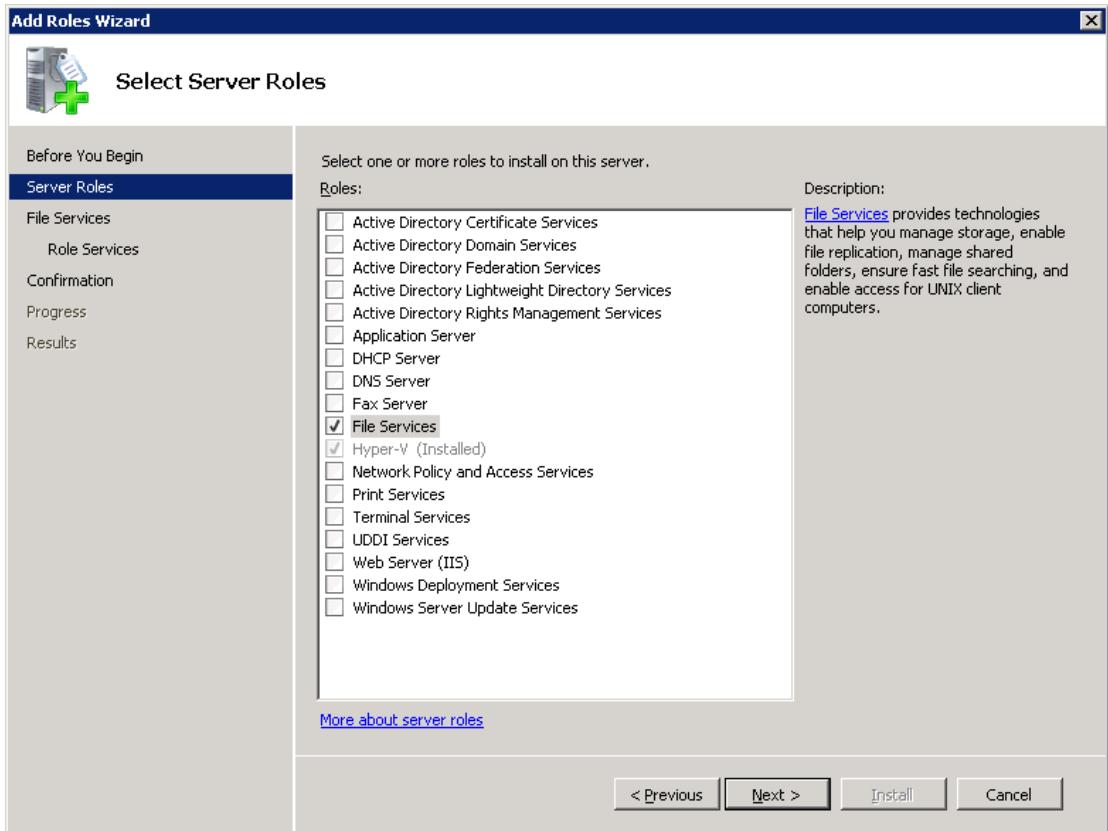 Add Roles Wizard
Select Server Roles
Before You Begin
Server Roles
File Services
Role Services
Confirmation
Progress
Results
Select one or more roles to install on this server.
Roles:
Active Directory Certificate Services
Active Directory Domain Services
Active Directory Federation Services
Active Directory Lightweight Directory Services
Active Directory Rights Management Services
Application Server
DHCP Server
DNS Server
Fax Server
File Services
Hyper-V (Installed)
Network Policy and Access Services
Print Services
Terminal Services
UDDI Services
Web Server (IIS)
Windows Deployment Services
Windows Server Update Services
More about server roles
Description:
File Services provides technologies
that help you manage storage, enable
file replication, manage shared
folders, ensure fast file searching, and
enable access for UNIX client
computers.
< Previous
Next >
Install
Cancel